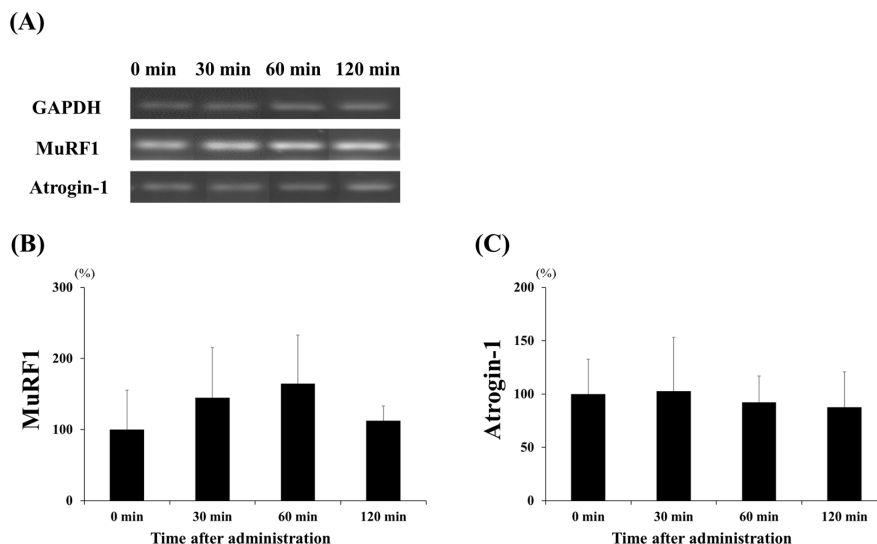 (A)
0 min 30 min 60 min 120 min
GAPDH
MuRF1
Atrogin-1
(B)
(%)
300
200
100
0
MuRF1
0 min 30 min 60 min 120 min
Time after administration
(C)
(%)
200
150
100
50
0
Atrogin-1
0 min 30 min 60 min 120 min
Time after administration